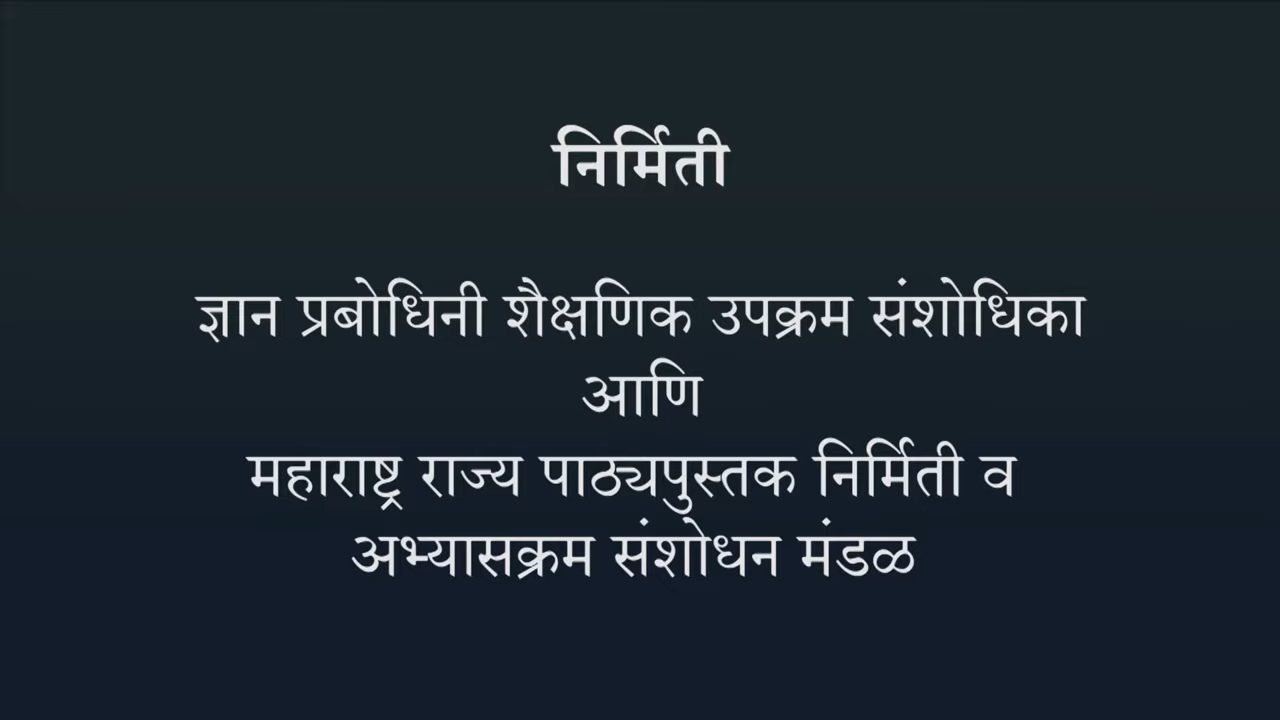 निर्मिती
ज्ञान प्रबोधिनी शैक्षणिक उपक्रम संशोधिका
आणि
महाराष्ट्र राज्य पाठ्यपुस्तक निर्मिती व
अभ्यासक्रम संशोधन मंडळ